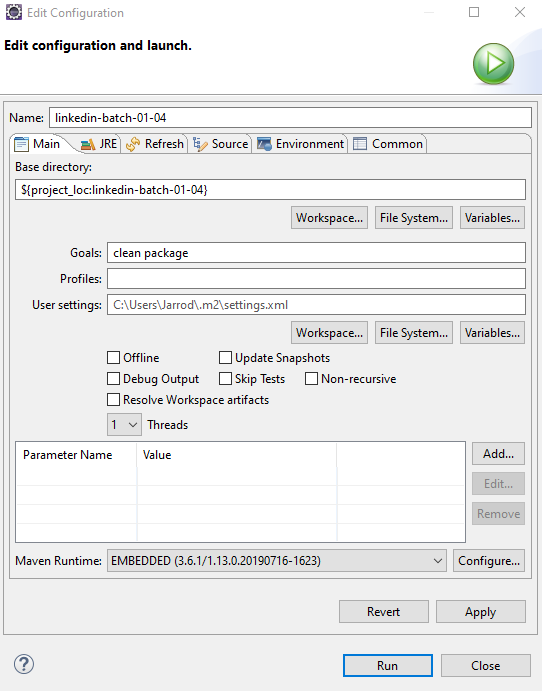 Edit Configuration
Edit configuration and launch.
Name: linkedin-batch-01-04
Main JRE Refresh Source Environment Common
Base directory:
${project_loc:linkedin-batch-01-04}
Workspace... File System... Variables...
Goals: clean package
Profiles:
User settings: C:\Users\Jarrod\.m2\settings.xml
Workspace... File System... Variables...
Offline Update Snapshots
Debug Output Skip Tests Non-recursive
Resolve Workspace artifacts
1 Threads
Parameter Name Value Add...
Edit...
Remove
Maven Runtime: EMBEDDED (3.6.1/1.13.0.20190716-1623) Configure...
Revert Apply
? Run Close